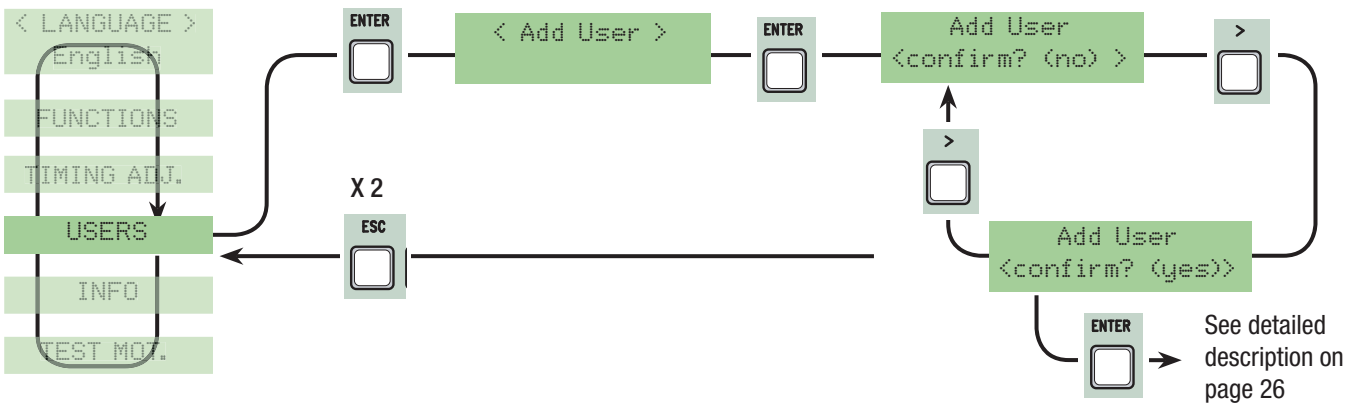 < LANGUAGE >
English
FUNCTIONS
TIMING ADJ.
USERS
INFO
TEST MOT.
ENTER
< Add User >
ENTER
Add User
<confirm? (no) >
>
>
X 2
ESC
Add User
<confirm? (yes)>
ENTER
See detailed
description on
page 26